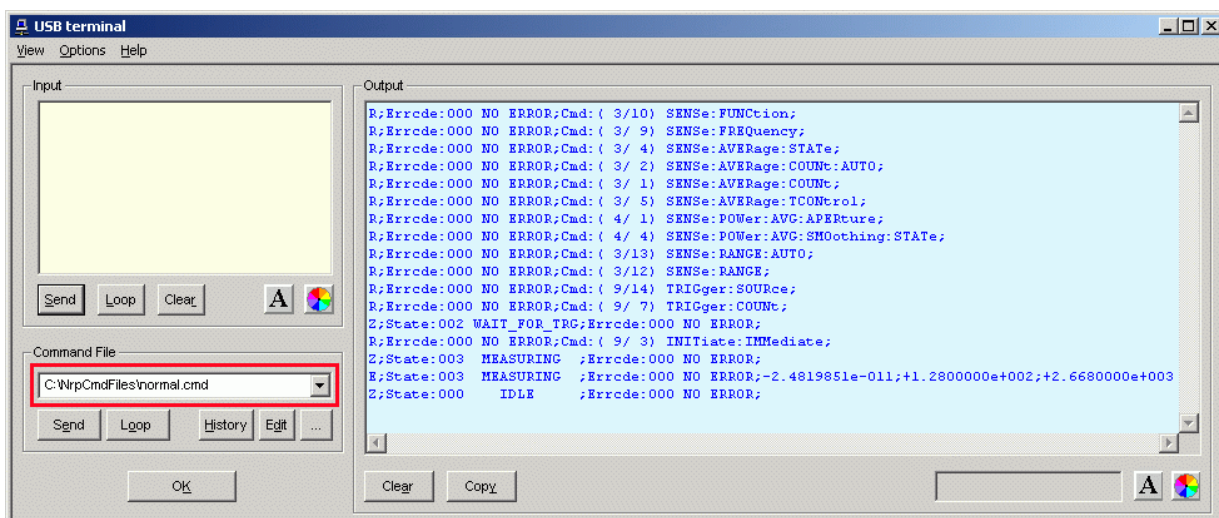 USB terminal
View Options Help
Input
Send Loop Clear A
Command File
C:\NrpCmdFiles\normal.cmd
Send Loop History Edit ...
OK
Output
R;Errcde:000 NO ERROR;Cmd:( 3/10) SENSe:FUNCtion;
R;Errcde:000 NO ERROR;Cmd:( 3/ 9) SENSe:FREQuency;
R;Errcde:000 NO ERROR;Cmd:( 3/ 4) SENSe:AVERage:STATe;
R;Errcde:000 NO ERROR;Cmd:( 3/ 2) SENSe:AVERage:COUNt:AUTO;
R;Errcde:000 NO ERROR;Cmd:( 3/ 1) SENSe:AVERage:COUNt;
R;Errcde:000 NO ERROR;Cmd:( 3/ 5) SENSe:AVERage:TCONtrol;
R;Errcde:000 NO ERROR;Cmd:( 4/ 1) SENSe:POWer:AVG:APERture;
R;Errcde:000 NO ERROR;Cmd:( 4/ 4) SENSe:POWer:AVG:SMOothing:STATe;
R;Errcde:000 NO ERROR;Cmd:( 3/13) SENSe:RANGE:AUTO;
R;Errcde:000 NO ERROR;Cmd:( 3/12) SENSe:RANGE;
R;Errcde:000 NO ERROR;Cmd:( 9/14) TRIGger:SOURce;
R;Errcde:000 NO ERROR;Cmd:( 9/ 7) TRIGger:COUNt;
Z;State:002 WAIT_FOR_TRG;Errcde:000 NO ERROR;
R;Errcde:000 NO ERROR;Cmd:( 9/ 3) INITiate:IMMediate;
Z;State:003 MEASURING ;Errcde:000 NO ERROR;
E;State:003 MEASURING ;Errcde:000 NO ERROR;-2.4819851e-011;+1.2800000e+002;+2.6680000e+003
Z;State:000 IDLE ;Errcde:000 NO ERROR;
Clear Copy A